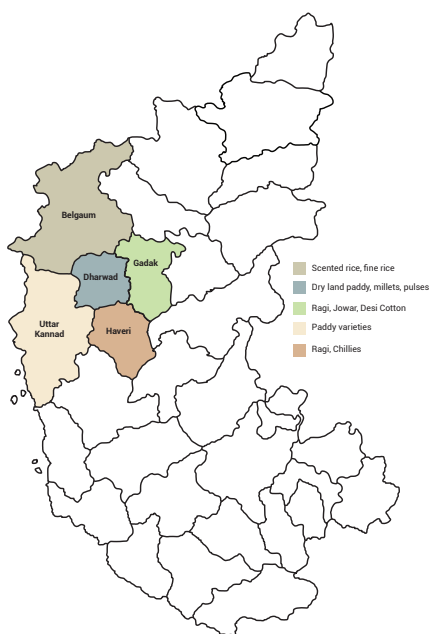 Belgaum
Gadak
Dharwad
Uttar
Kannad
Haveri
Scented rice, fine rice
Dry land paddy, millets, pulses
Ragi, Jowar, Desi Cotton
Paddy varieties
Ragi, Chillies